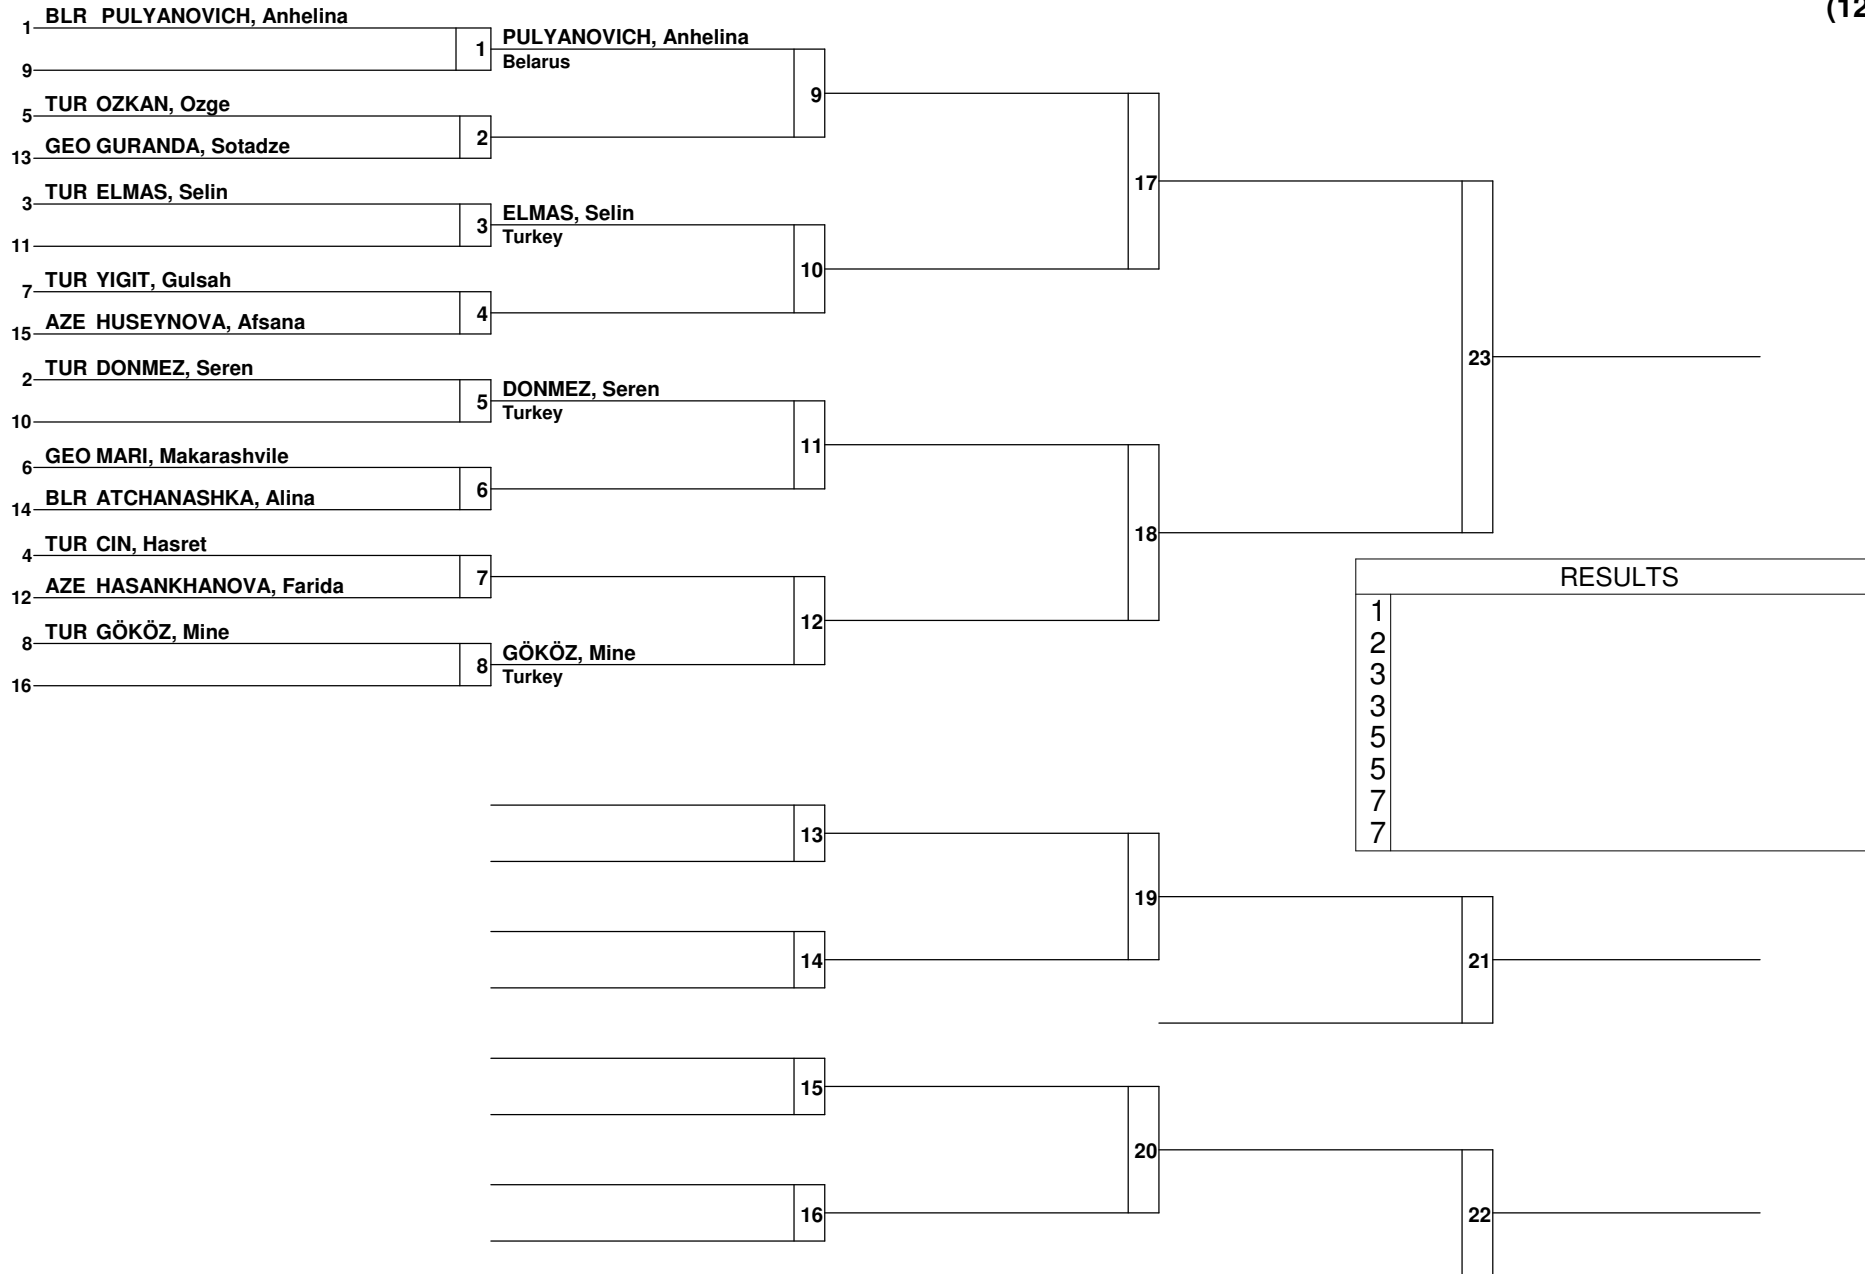 (12
1 BLR PULYANOVICH, Anhelina
1 PULYANOVICH, Anhelina
Belarus
9
9
5 TUR OZKAN, Ozge
2
13 GEO GURANDA, Sotadze
17
3 TUR ELMAS, Selin
3 ELMAS, Selin
Turkey
11
10
7 TUR YIGIT, Gulsah
4
15 AZE HUSEYNOVA, Afsana
23
2 TUR DONMEZ, Seren
5 DONMEZ, Seren
Turkey
10
11
6 GEO MARI, Makarashvile
6
14 BLR ATCHANASHKA, Alina
18
4 TUR CIN, Hasret
7
12 AZE HASANKHANOVA, Farida
12
8 TUR GÖKÖZ, Mine
8 GÖKÖZ, Mine
Turkey
16
RESULTS
1
2
3
3
5
5
7
7
13
19
14
21
15
20
16
22